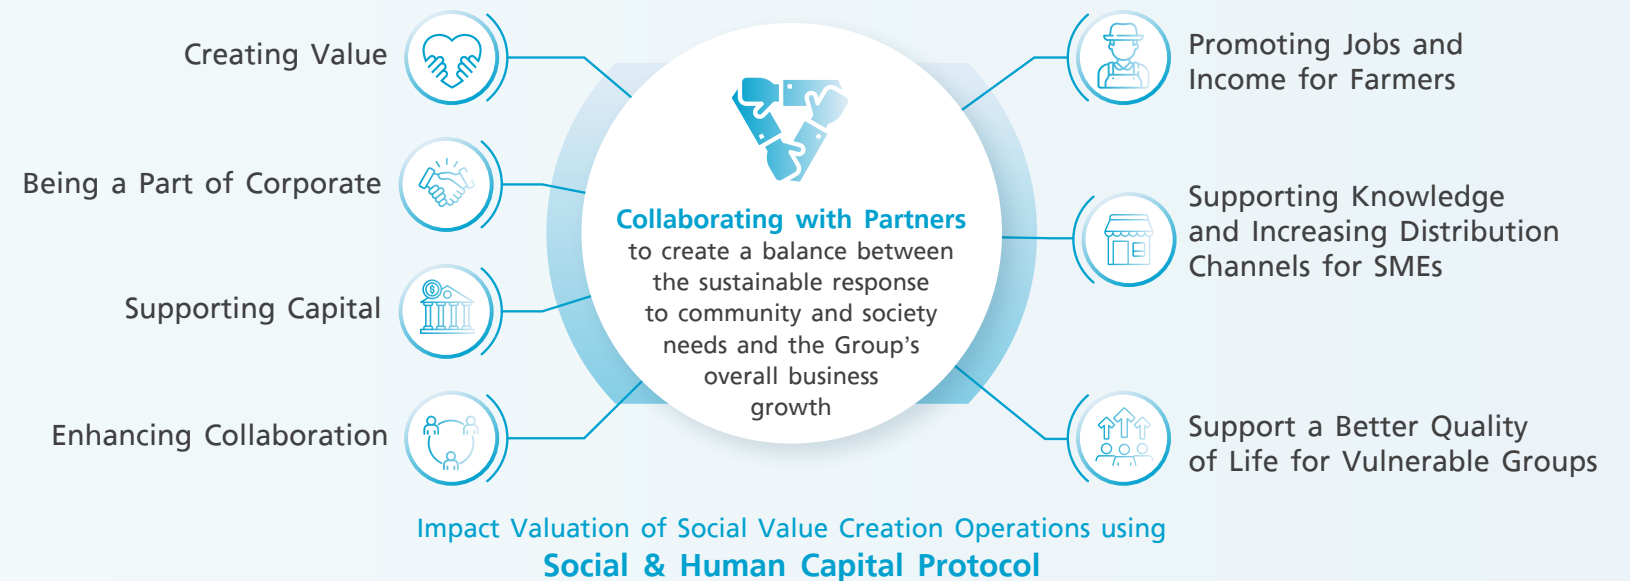 Creating Value
Being a Part of Corporate
Supporting Capital
Enhancing Collaboration
Collaborating with Partners
to create a balance between
the sustainable response
to community and society
needs and the Group's
overall business
growth
Promoting Jobs and
Income for Farmers
Supporting Knowledge
and Increasing Distribution
Channels for SMEs
Support a Better Quality
of Life for Vulnerable Groups
Impact Valuation of Social Value Creation Operations using
Social & Human Capital Protocol